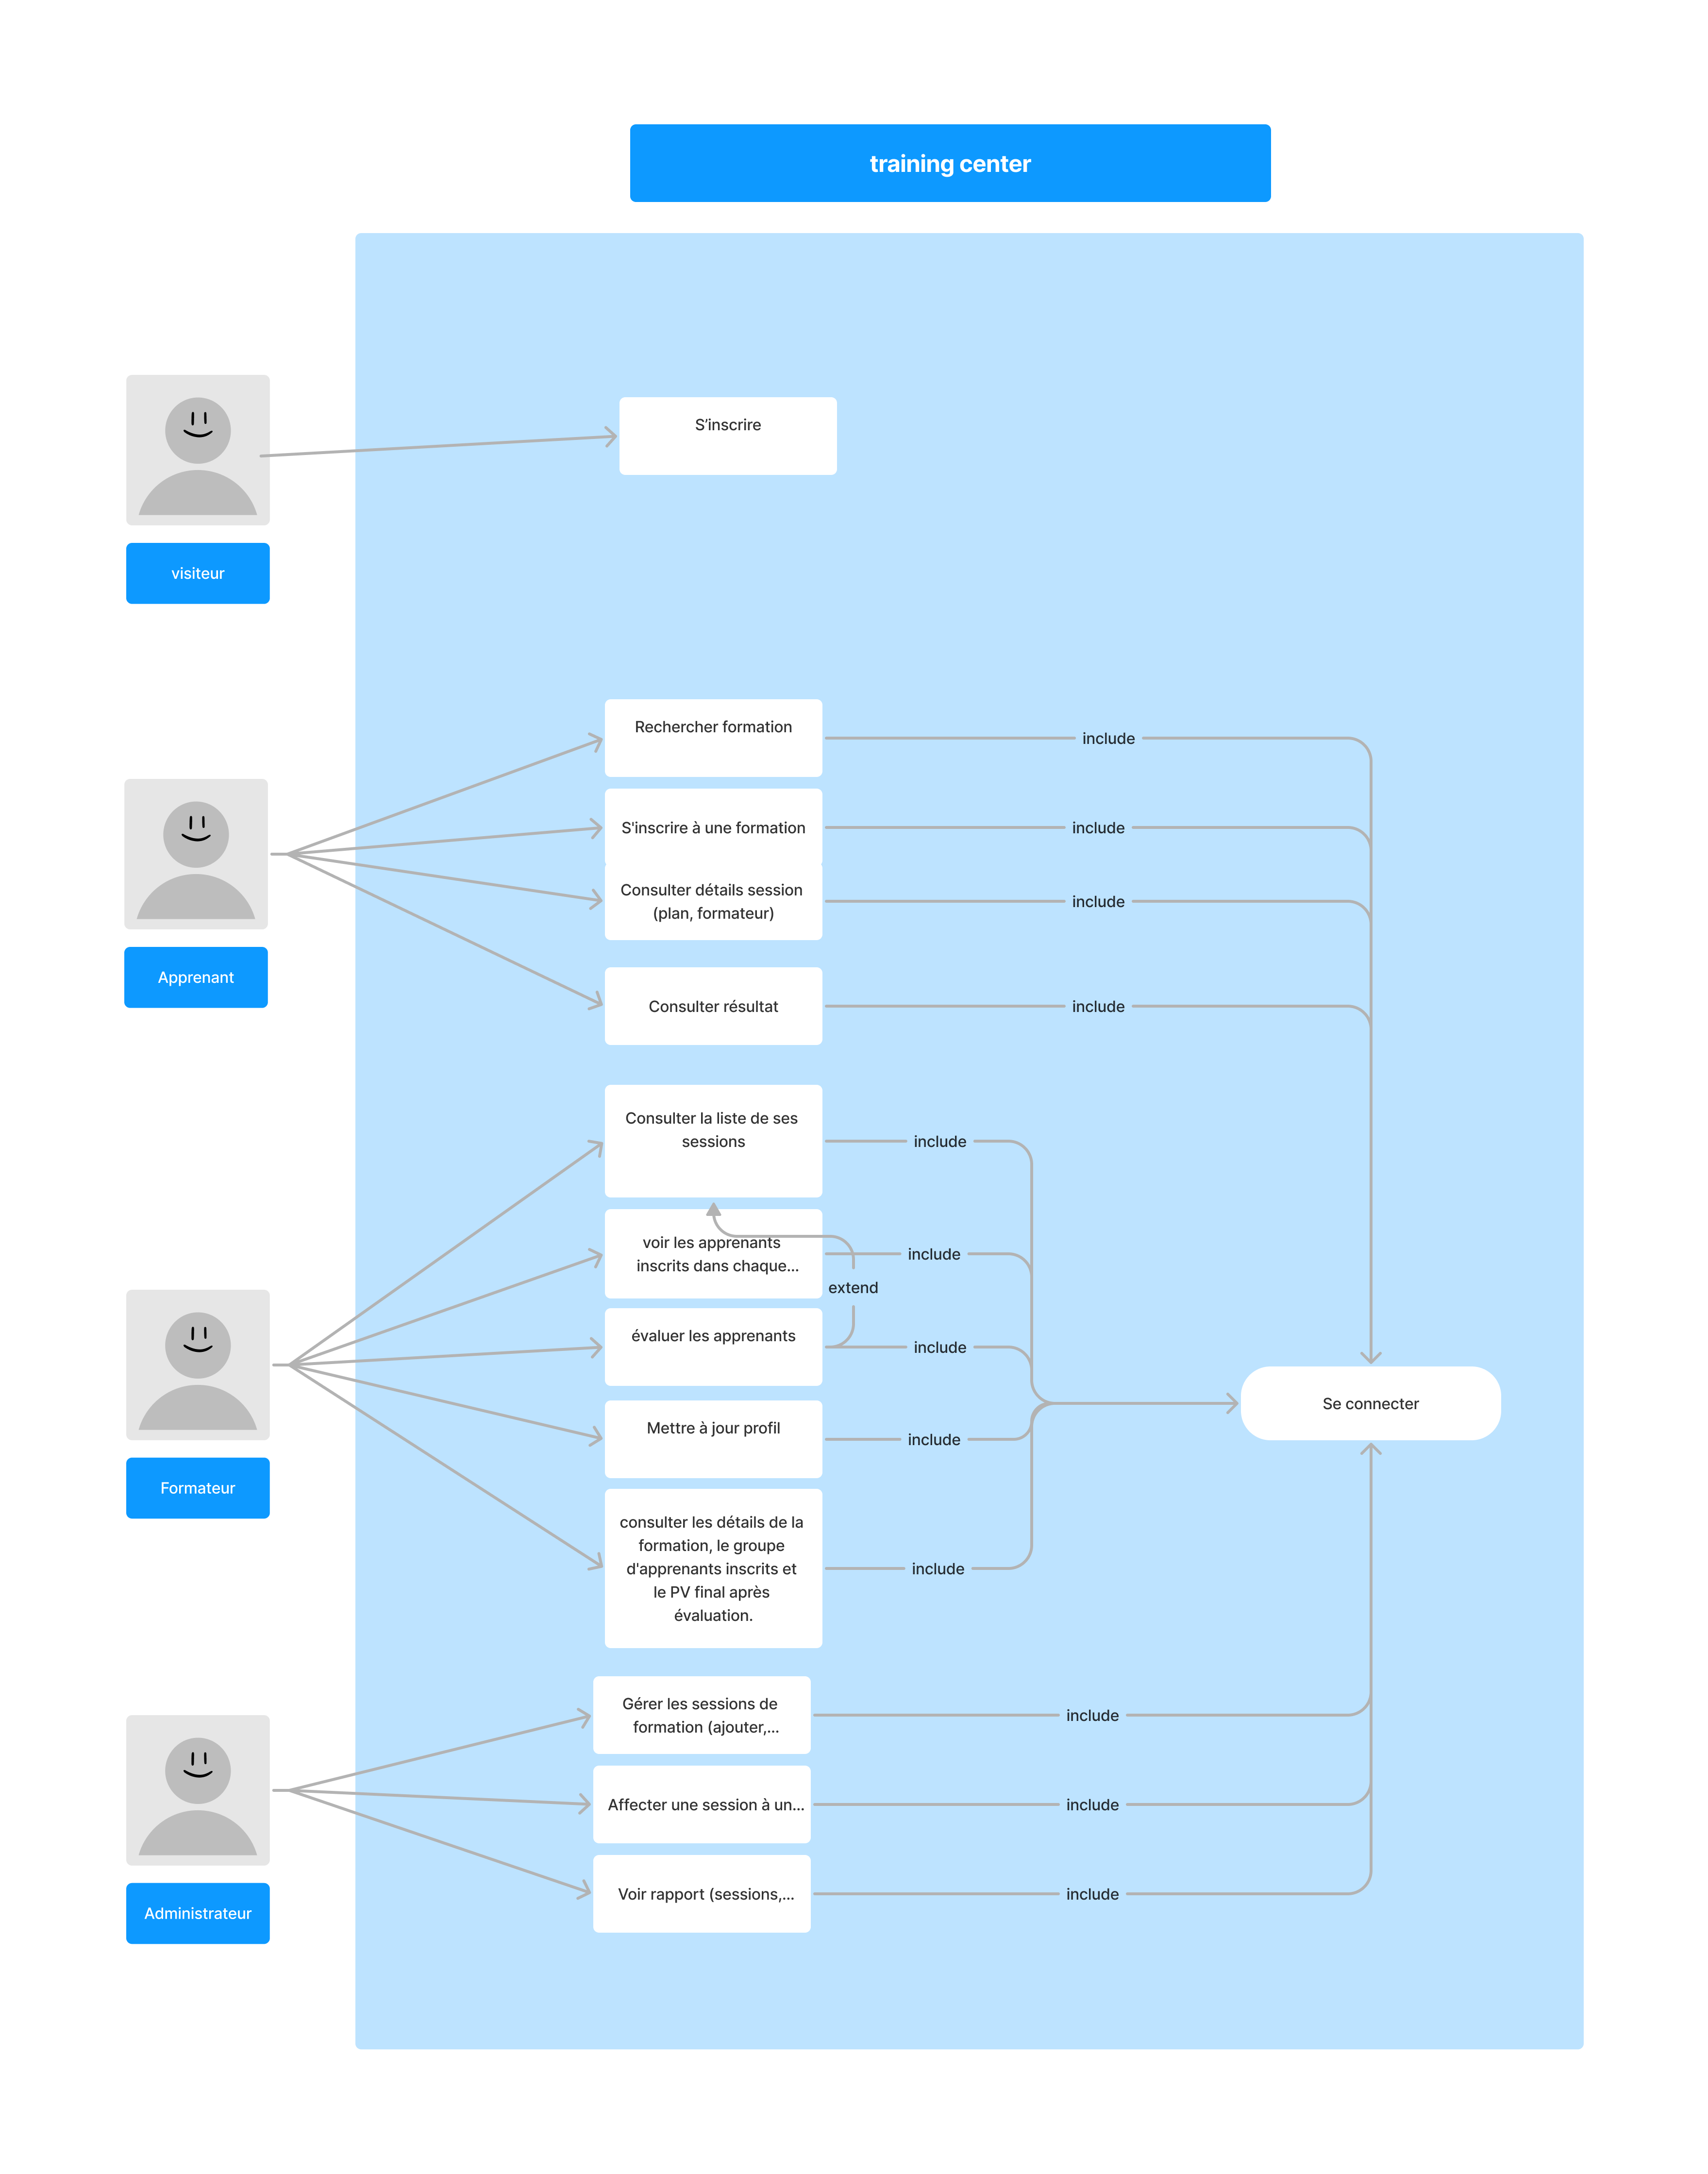 training center
S'inscrire
visiteur
Rechercher formation
include
S'inscrire à une formation
include
Consulter détails session
(plan, formateur)
include
Apprenant
Consulter résultat
include
Consulter la liste de ses
sessions
include
voir les apprenants
inscrits dans chaque...
include
extend
évaluer les apprenants
include
Se connecter
Mettre à jour profil
include
Formateur
consulter les détails de la
formation, le groupe
d'apprenants inscrits et
le PV final après
évaluation.
include
Gérer les sessions de
formation (ajouter,...
include
Affecter une session à un...
include
Voir rapport (sessions,...
include
Administrateur